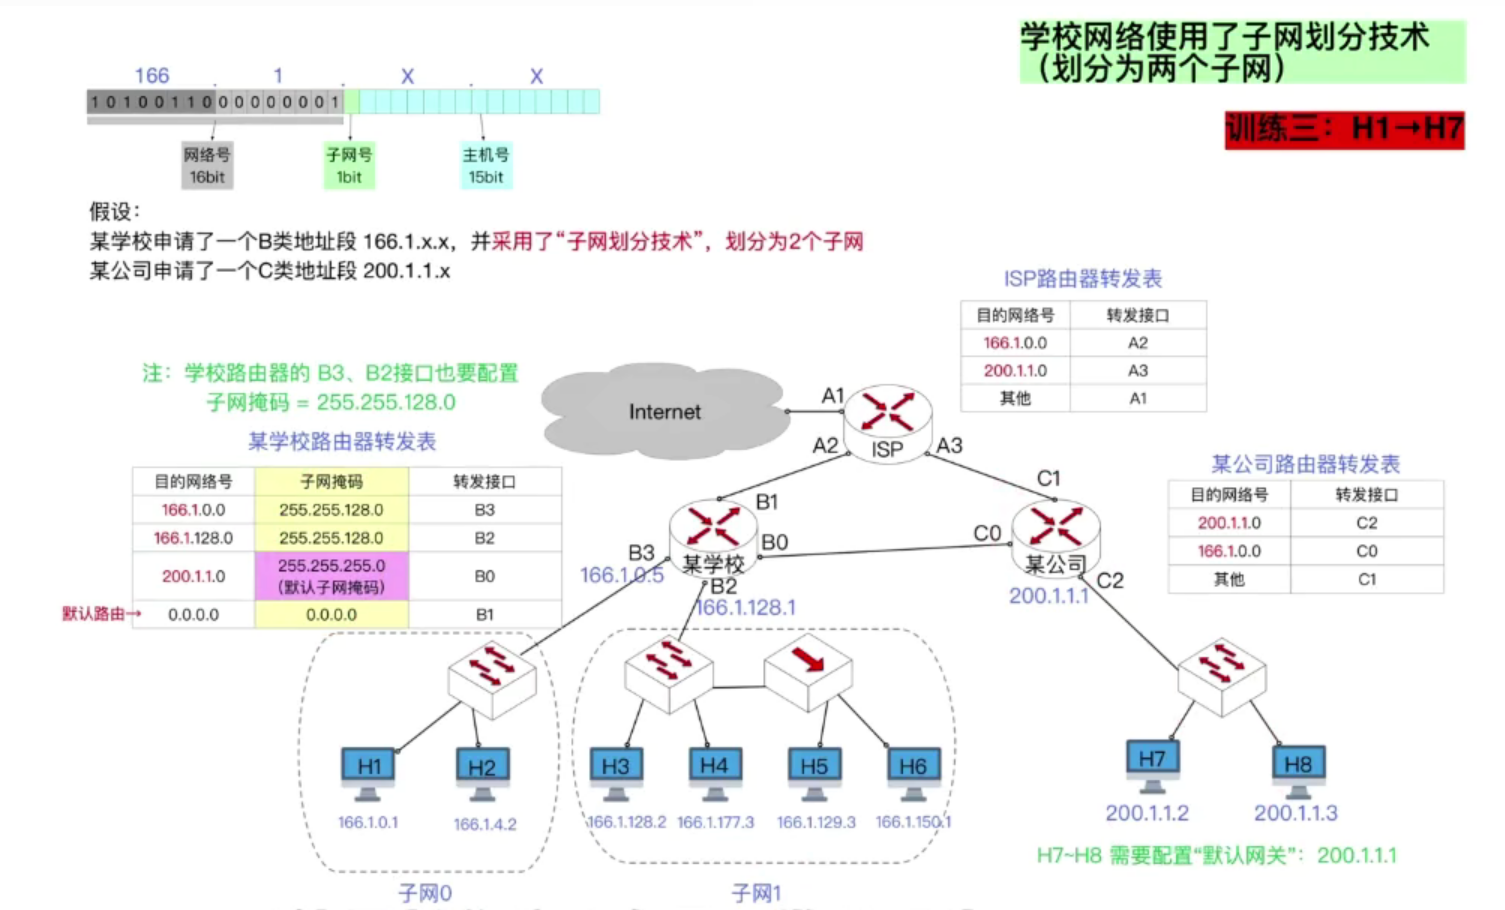 学校网络使用了子网划分技术
（划分为两个子网）
训练三：H1→H7
166 . 1 . X . X
1 0 1 0 0 1 1 0 0 0 0 0 0 0 0 1
网络号
16bit
子网号
1bit
主机号
15bit
假设：
某学校申请了一个B类地址段 166.1.x.x，并采用了“子网划分技术”，划分为2个子网
某公司申请了一个C类地址段 200.1.1.x
ISP路由器转发表
目的网络号 转发接口
166.1.0.0 A2
200.1.1.0 A3
其他 A1
注：学校路由器的 B3、B2接口也要配置
子网掩码 = 255.255.128.0
某学校路由器转发表
目的网络号 子网掩码 转发接口
166.1.0.0 255.255.128.0 B3
166.1.128.0 255.255.128.0 B2
200.1.1.0 255.255.255.0 B0
（默认子网掩码）
默认路由→ 0.0.0.0 0.0.0.0 B1
Internet
A1
A2
ISP
A3
某公司路由器转发表
目的网络号 转发接口
200.1.1.0 C2
166.1.0.0 C0
其他 C1
B1
C1
B0
C0
B3
某学校
166.1.0.5
B2
166.1.128.1
某公司
C2
200.1.1.1
H1
H2
H3
H4
H5
H6
H7
H8
166.1.0.1
166.1.4.2
166.1.128.2
166.1.177.3
166.1.129.3
166.1.150.1
200.1.1.2
200.1.1.3
H7~H8 需要配置“默认网关”：200.1.1.1
子网0
子网1